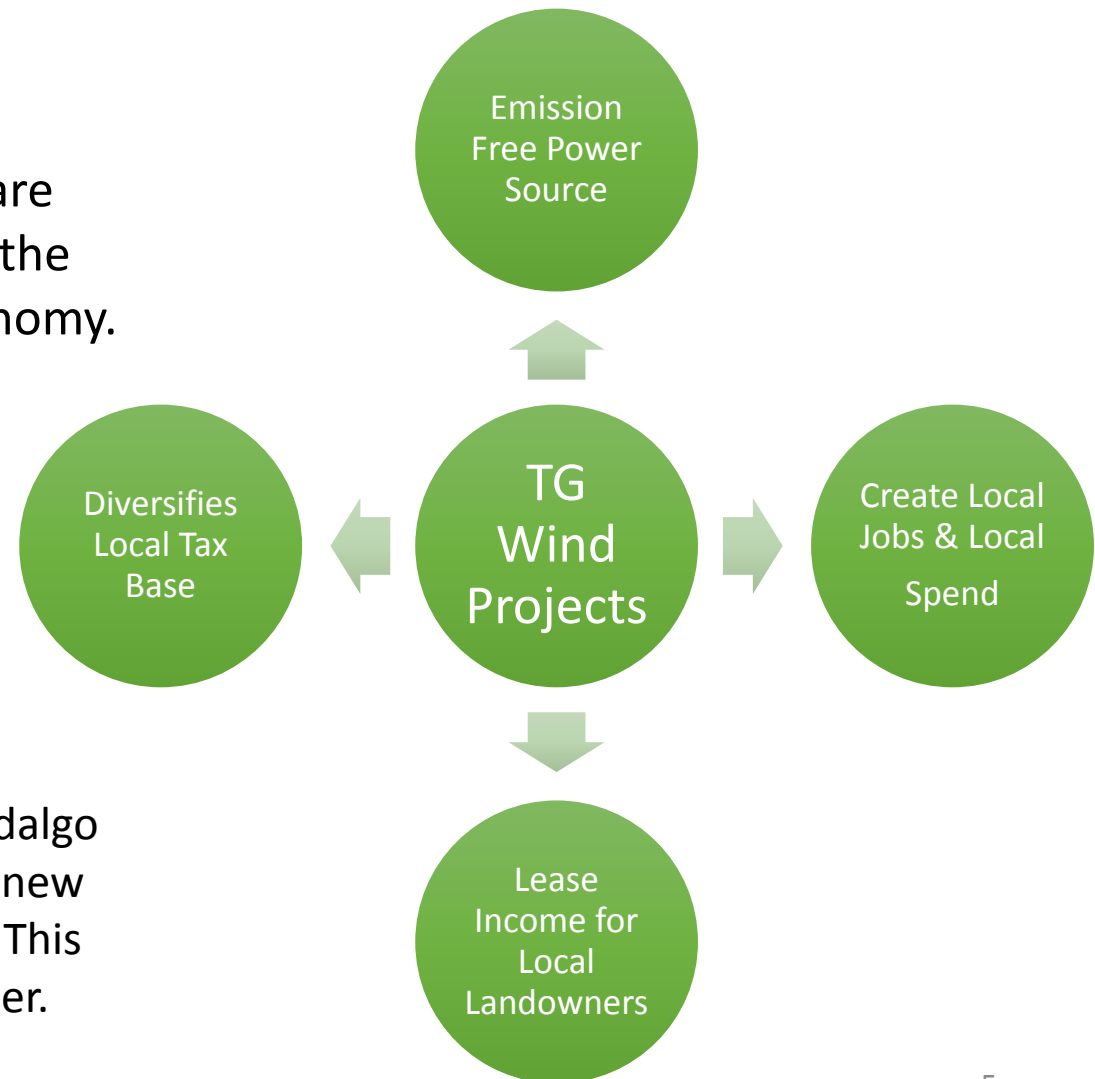 Emission
Free Power
Source
are
the
nomy.
Diversifies
Local Tax
Base
TG
Wind
Projects
Create Local
Jobs & Local
Spend
dalgo
new
This
er.
Lease
Income for
Local
Landowners